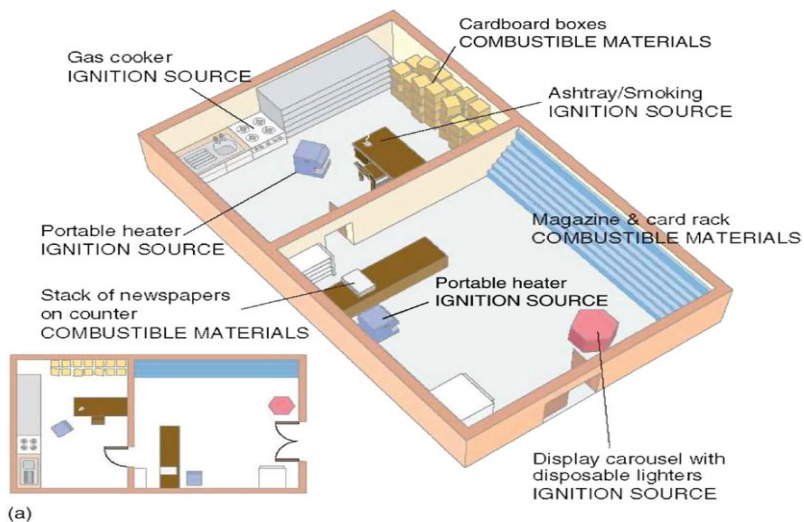 Cardboard boxes
COMBUSTIBLE MATERIALS
Gas cooker
IGNITION SOURCE
Ashtray/Smoking
IGNITION SOURCE
Magazine & card rack
COMBUSTIBLE MATERIALS
Portable heater
IGNITION SOURCE
Portable heater
IGNITION SOURCE
Stack of newspapers
on counter
COMBUSTIBLE MATERIALS
Display carousel with
disposable lighters
IGNITION SOURCE
(a)